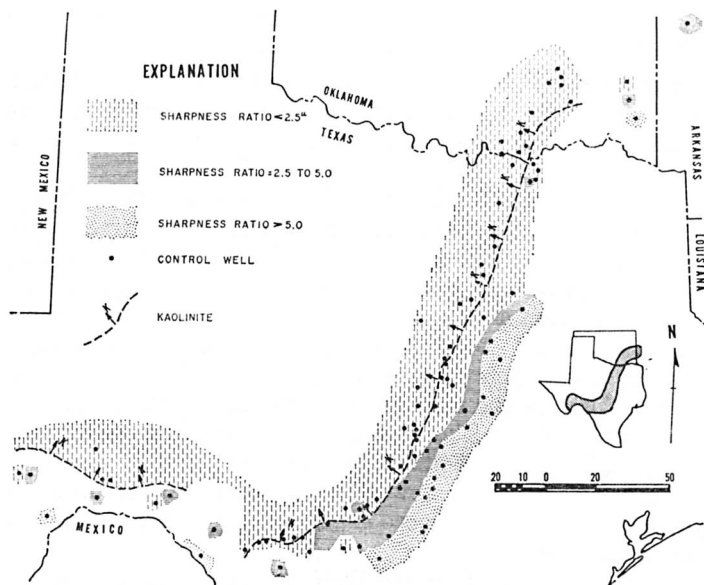 EXPLANATION
SHARPNESS RATIO < 2.5µ
SHARPNESS RATIO = 2.5 TO 5.0
SHARPNESS RATIO > 5.0
CONTROL WELL
K
KAOLINITE
OKLAHOMA
TEXAS
NEW MEXICO
ARKANSAS
LOUISIANA
MEXICO
N
20 10 0 20 50
K
K
K
K
K
K
K
K
K